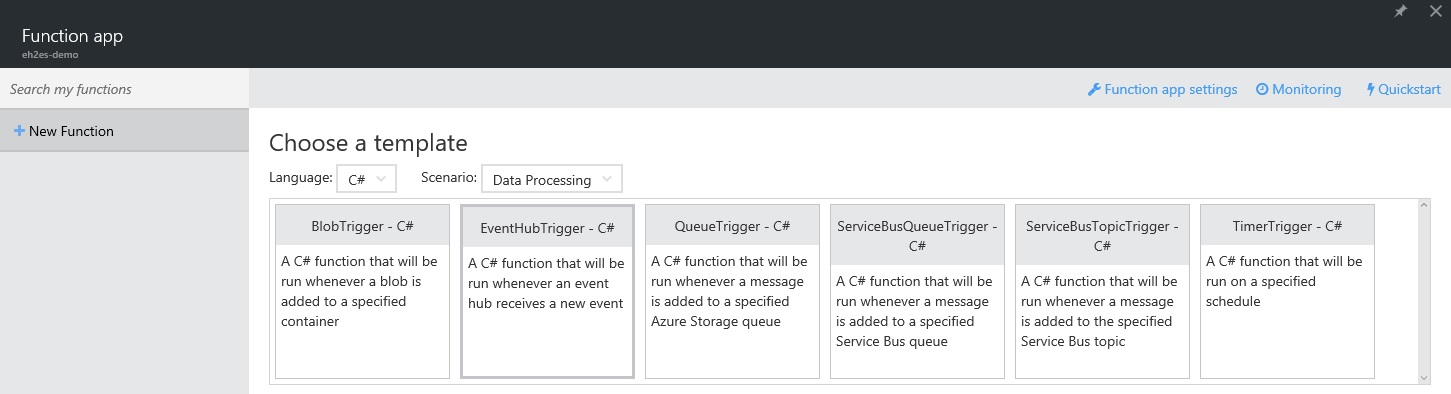 Function app
eh2es-demo
Search my functions
Function app settings
Monitoring
Quickstart
New Function
Choose a template
Language:
C#
Scenario:
Data Processing
BlobTrigger - C#
A C# function that will be
run whenever a blob is
added to a specified
container
EventHubTrigger - C#
A C# function that will be
run whenever an event
hub receives a new event
QueueTrigger - C#
A C# function that will be
run whenever a message
is added to a specified
Azure Storage queue
ServiceBusQueueTrigger -
C#
A C# function that will be
run whenever a message
is added to a specified
Service Bus queue
ServiceBusTopicTrigger -
C#
A C# function that will be
run whenever a message
is added to the specified
Service Bus topic
TimerTrigger - C#
A C# function that will be
run on a specified
schedule